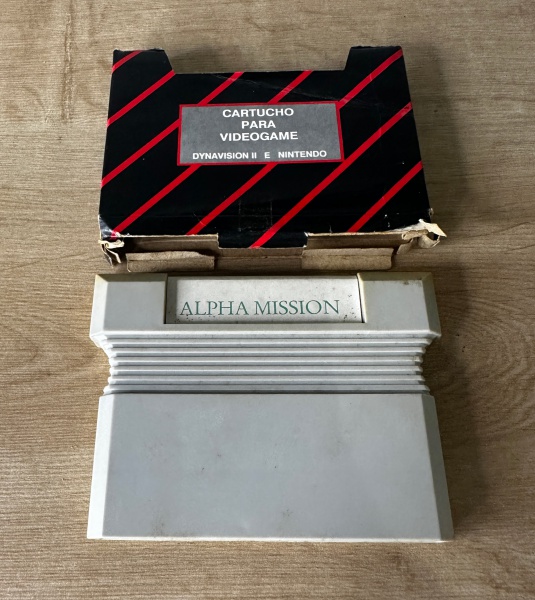 CARTUCHO
PARA
VIDEOGAME
DYNAVISION II E NINTENDO
ALPHA MISSION